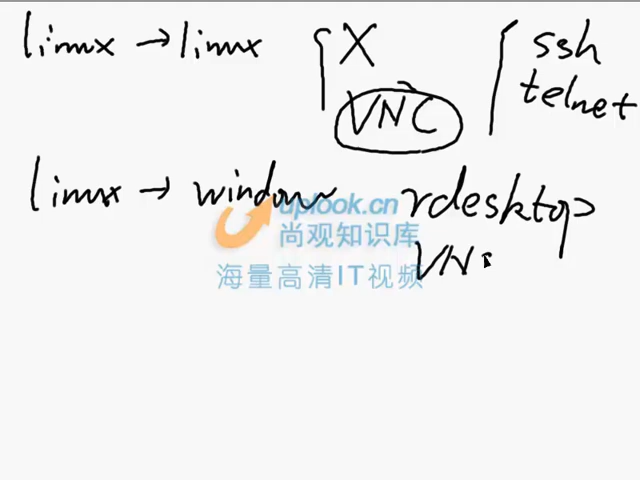 linux → linux X ssh
VNC telnet
linux → window rdesktop
uplook.cn
尚观知识库 VN
海量高清IT视频